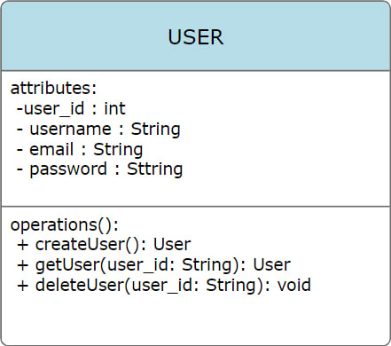 USER
attributes:
-user_id : int
- username : String
- email : String
- password : Sttring
operations():
+ createUser(): User
+ getUser(user_id: String): User
+ deleteUser(user_id: String): void